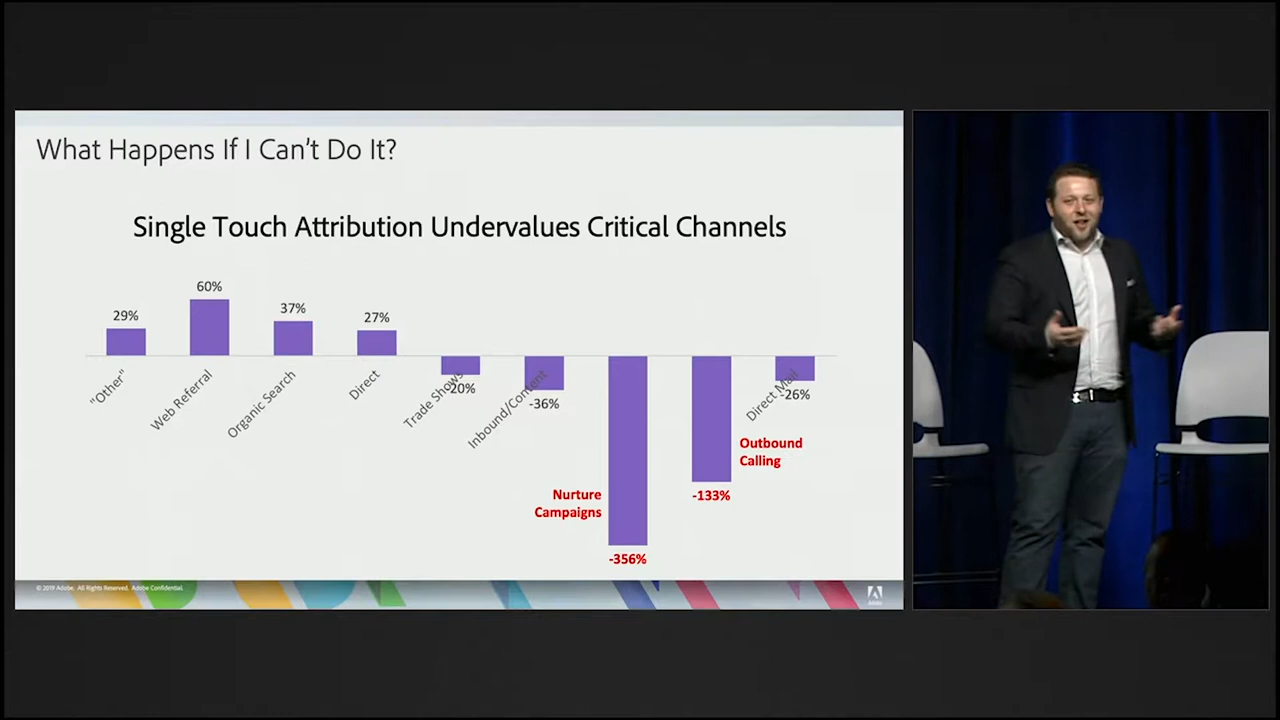 What Happens If I Can't Do It?
Single Touch Attribution Undervalues Critical Channels
29%
60%
37%
27%
-20%
-36%
-356%
-133%
-26%
"Other"
Web Referral
Organic Search
Direct
Trade Shows
Inbound/Content
Nurture
Campaigns
Outbound
Calling
Direct Mail
© 2019 Adobe. All Rights Reserved. Adobe Confidential.
Adobe